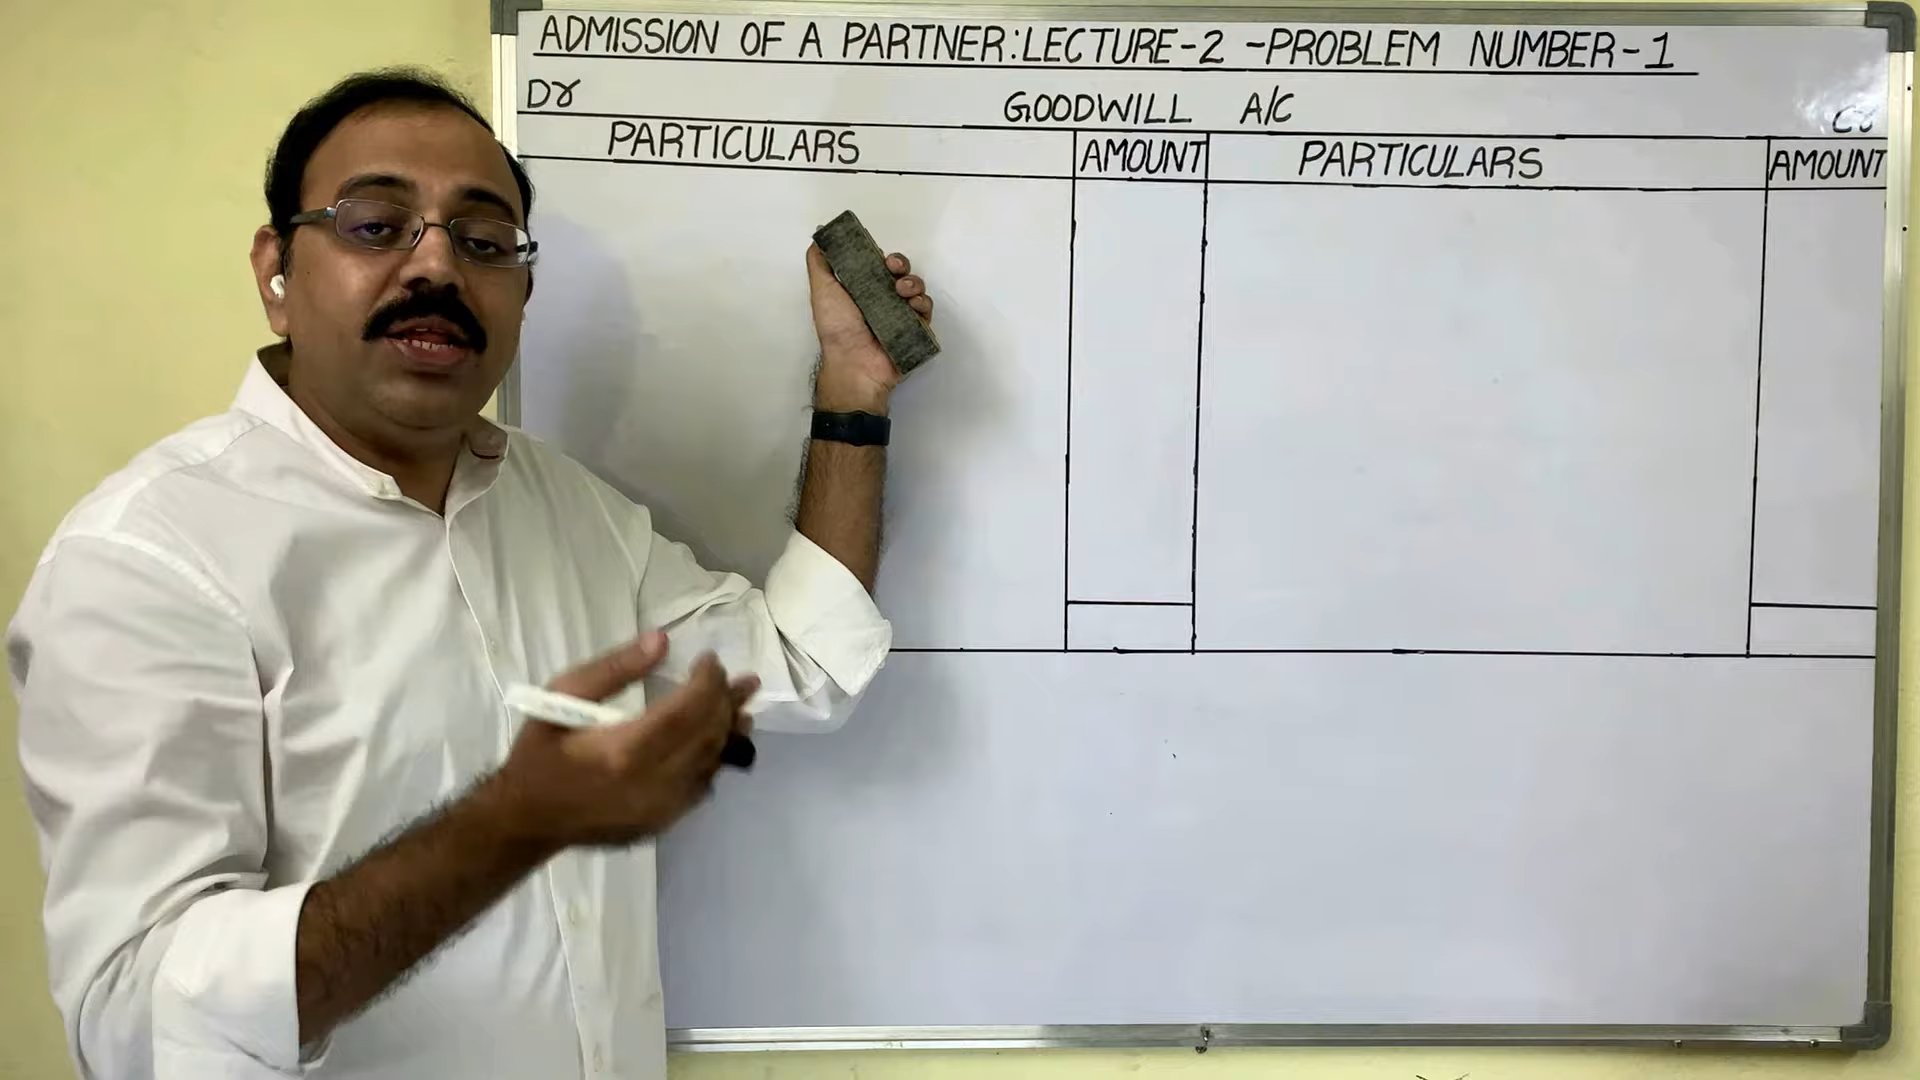 ADMISSION OF A PARTNER: LECTURE-2 -PROBLEM NUMBER-1
Dr GOODWILL A/C Cr
PARTICULARS AMOUNT PARTICULARS AMOUNT